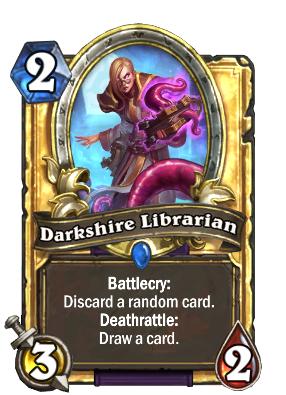 2
Darkshire Librarian
Battlecry:
Discard a random card.
Deathrattle:
Draw a card.
3
2